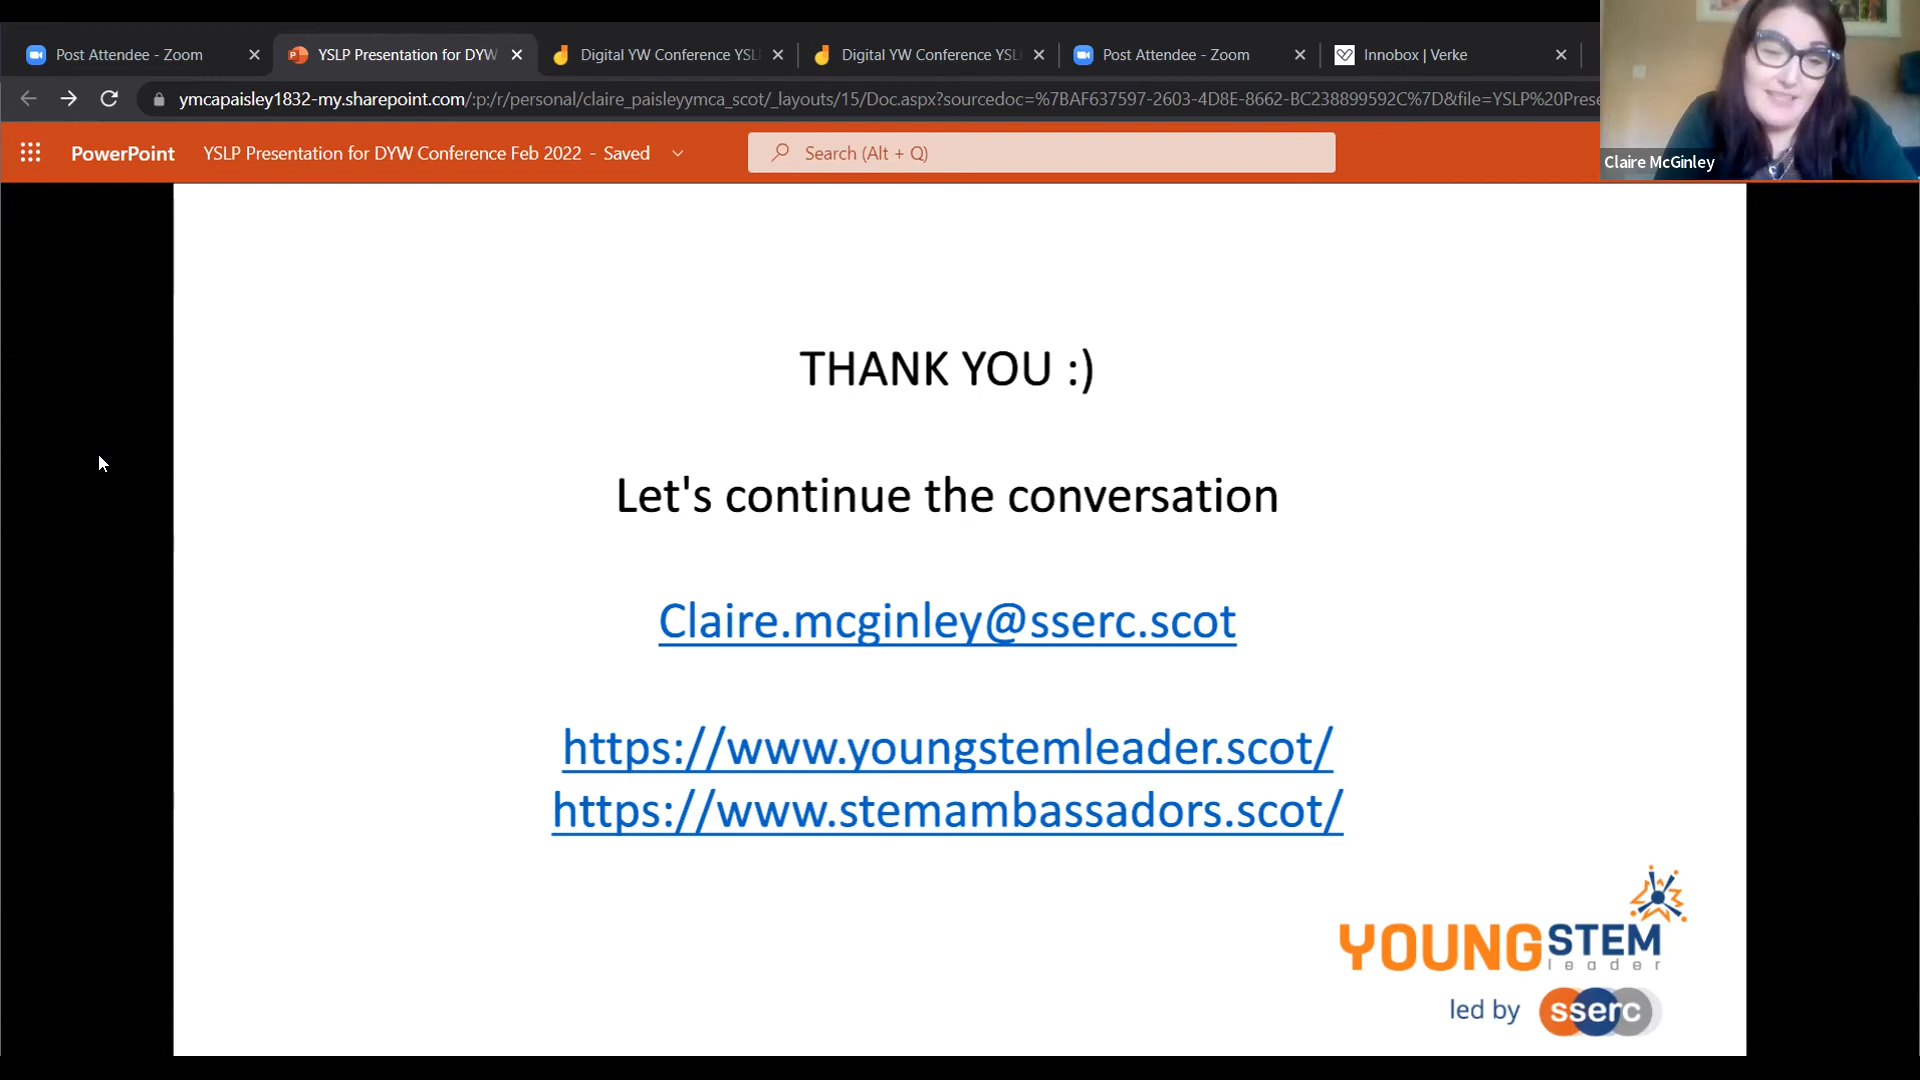 Post Attendee - Zoom
YSLP Presentation for DYW
Digital YW Conference YSL
Digital YW Conference YSL
Post Attendee - Zoom
Innobox | Verke
ymcapaisley1832-my.sharepoint.com/:p:/r/personal/claire_paisleyymca_scot/_layouts/15/Doc.aspx?sourcedoc=%7BAF637597-2603-4D8E-8662-BC238899592C%7D&file=YSLP%20Prese
PowerPoint
YSLP Presentation for DYW Conference Feb 2022 - Saved
Search (Alt + Q)
Claire McGinley
THANK YOU :)
Let's continue the conversation
Claire.mcginley@sserc.scot
https://www.youngstemleader.scot/
https://www.stemambassadors.scot/
YOUNGSTEM
leader
led by sserc